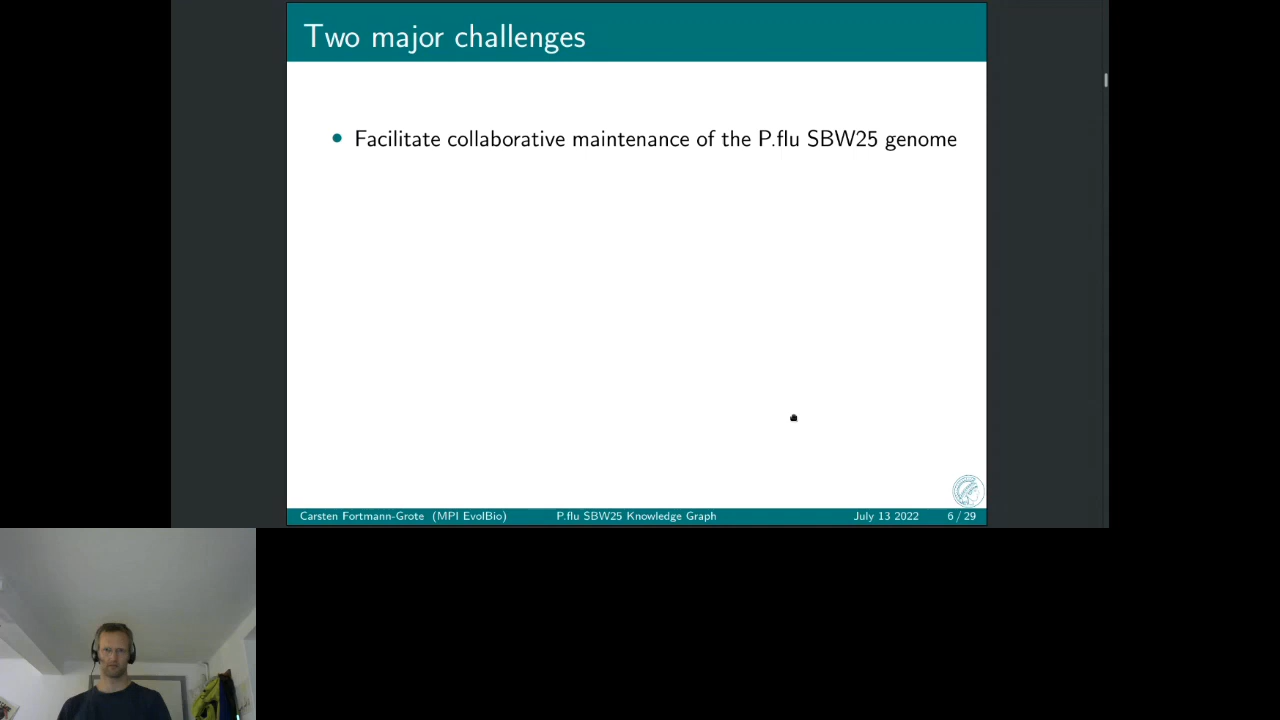 Two major challenges
Facilitate collaborative maintenance of the P.flu SBW25 genome
Carsten Fortmann-Grote (MPI EvolBio) P.flu SBW25 Knowledge Graph July 13 2022 6 / 29